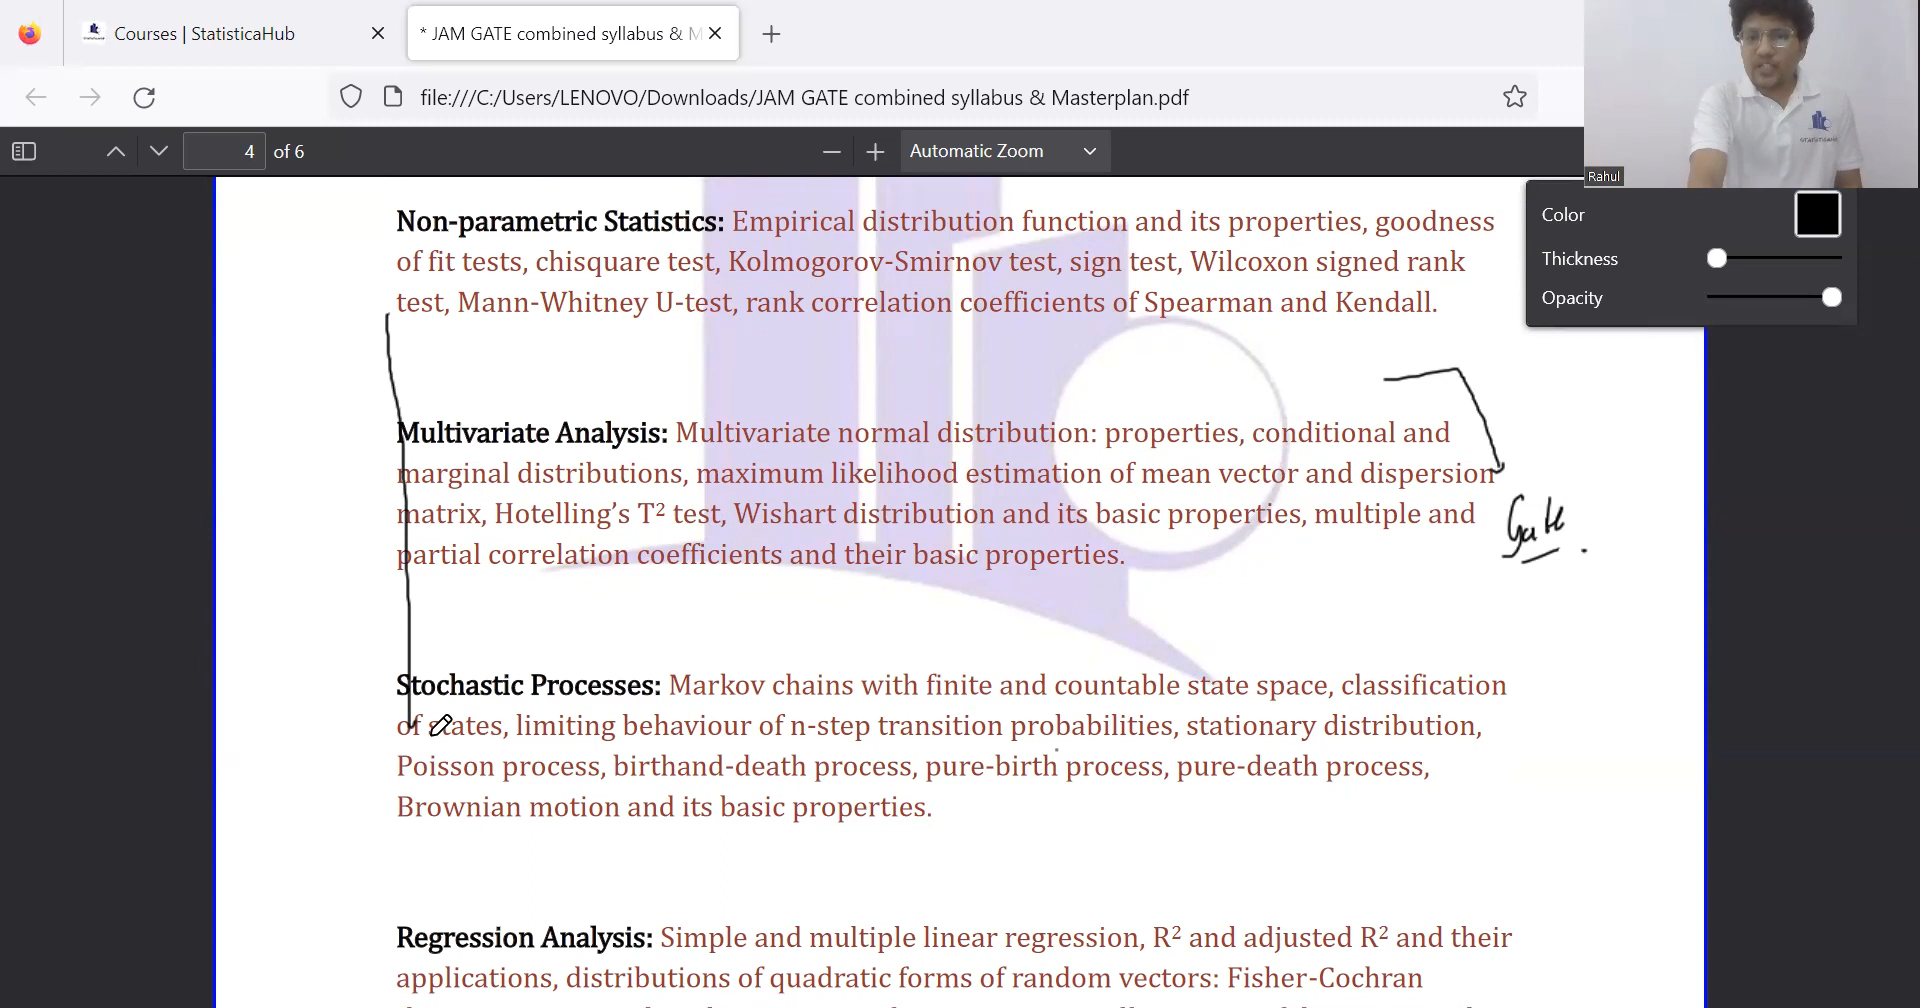 Courses | StatisticaHub
* JAM GATE combined syllabus & M
file:///C:/Users/LENOVO/Downloads/JAM GATE combined syllabus & Masterplan.pdf
4 of 6
Automatic Zoom
Rahul
Color
Thickness
Opacity
Non-parametric Statistics: Empirical distribution function and its properties, goodness
of fit tests, chisquare test, Kolmogorov-Smirnov test, sign test, Wilcoxon signed rank
test, Mann-Whitney U-test, rank correlation coefficients of Spearman and Kendall.
Multivariate Analysis: Multivariate normal distribution: properties, conditional and
marginal distributions, maximum likelihood estimation of mean vector and dispersion
matrix, Hotelling’s T² test, Wishart distribution and its basic properties, multiple and
partial correlation coefficients and their basic properties.
Gate
Stochastic Processes: Markov chains with finite and countable state space, classification
of states, limiting behaviour of n-step transition probabilities, stationary distribution,
Poisson process, birthand-death process, pure-birth process, pure-death process,
Brownian motion and its basic properties.
Regression Analysis: Simple and multiple linear regression, R² and adjusted R² and their
applications, distributions of quadratic forms of random vectors: Fisher-Cochran